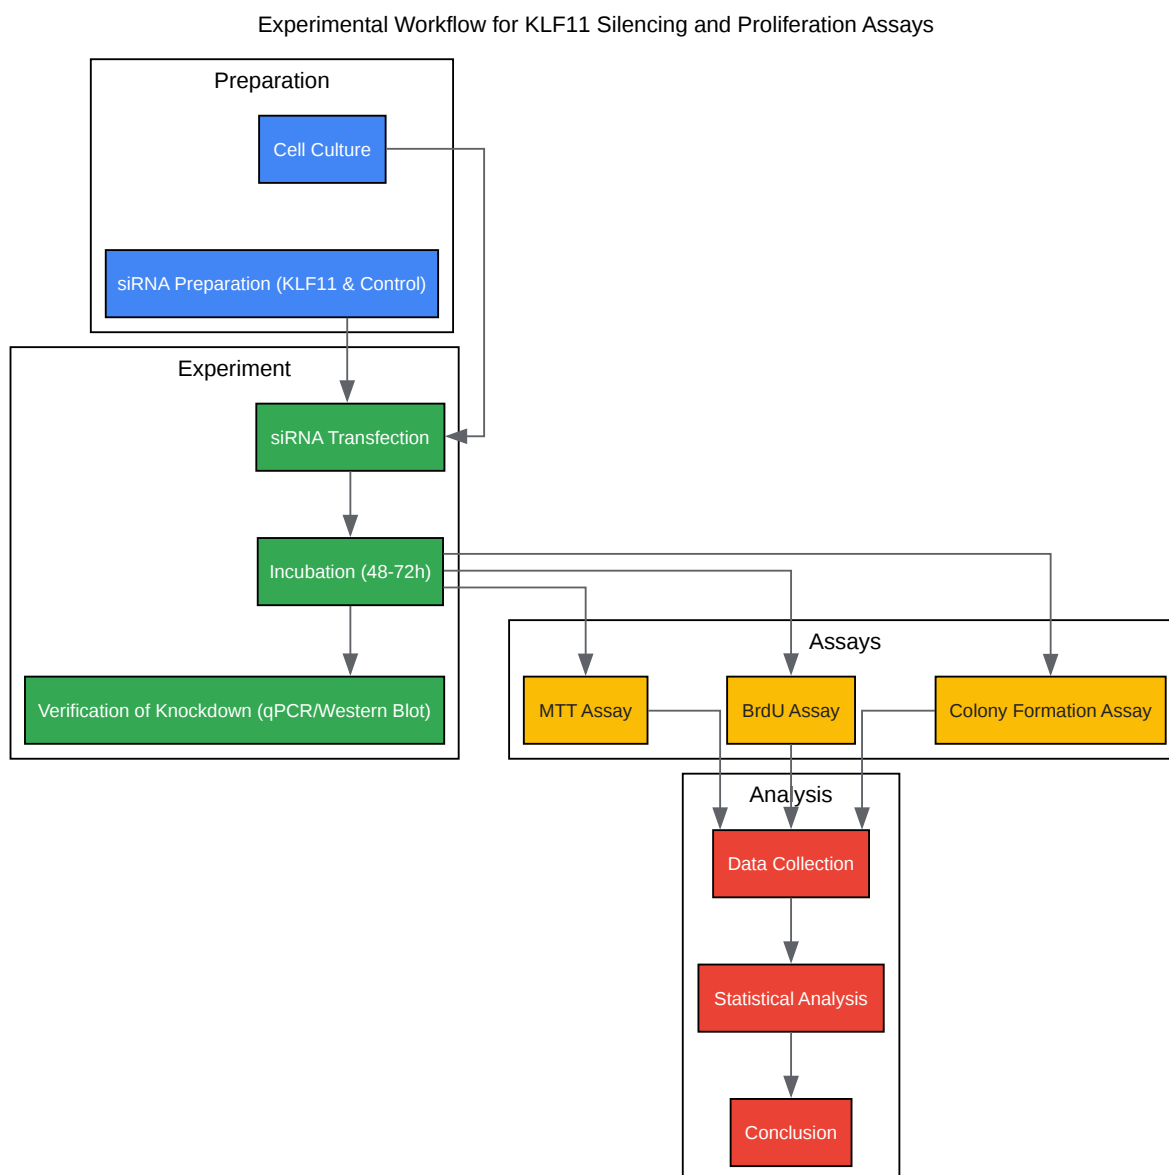 Experimental Workflow for KLF11 Silencing and Proliferation Assays
Preparation
Cell Culture
siRNA Preparation (KLF11 & Control)
Experiment
siRNA Transfection
Incubation (48-72h)
Verification of Knockdown (qPCR/Western Blot)
Assays
MTT Assay
BrdU Assay
Colony Formation Assay
Analysis
Data Collection
Statistical Analysis
Conclusion